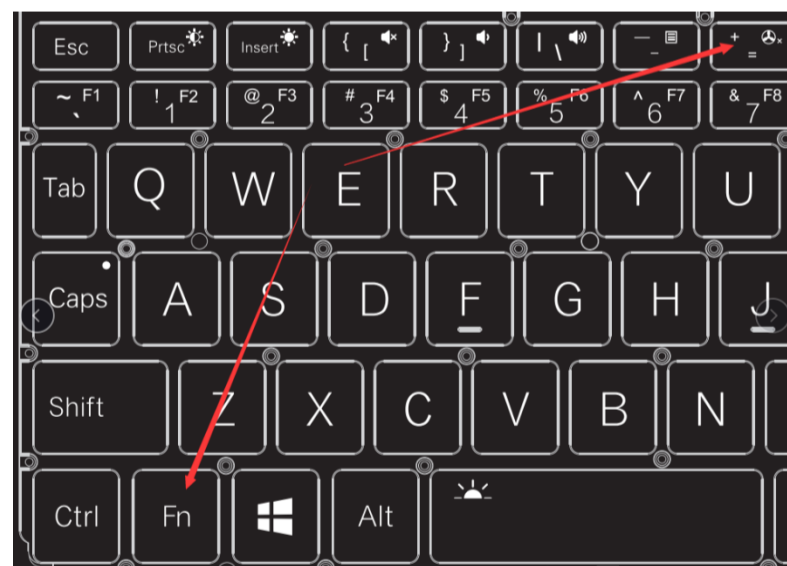 Esc Prtsc Insert { [ } ] | \ — _ + =
~ ` F1 ! 1 F2 @ 2 F3 # 3 F4 $ 4 F5 % 5 F6 ^ 6 F7 & 7 F8
Tab Q W E R T Y U
Caps A S D F G H J
Shift Z X C V B N
Ctrl Fn Alt